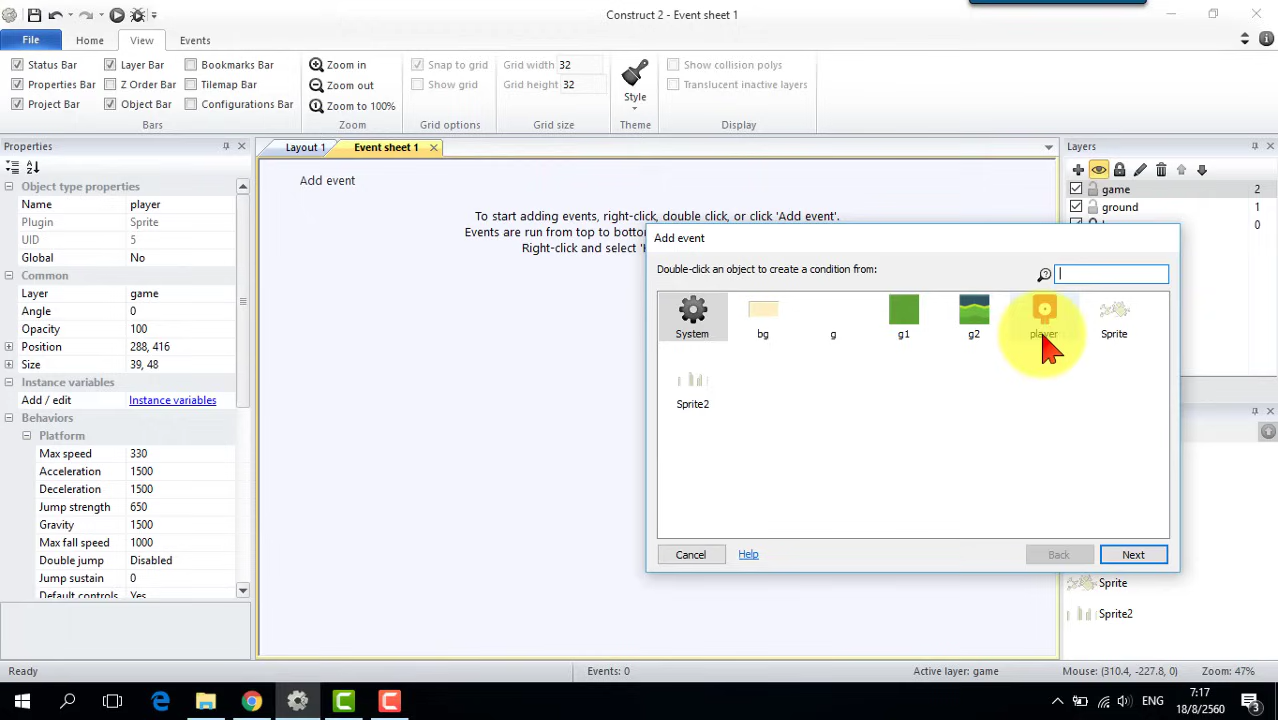 Construct 2 - Event sheet 1
File Home View Events
Status Bar Layer Bar Bookmarks Bar Zoom in Snap to grid Grid width 32 Show collision polys
Properties Bar Z Order Bar Tilemap Bar Zoom out Show grid Grid height 32 Translucent inactive layers
Project Bar Object Bar Configurations Bar Zoom to 100% Style
Bars Zoom Grid options Grid size Theme Display
Properties
Layout 1 Event sheet 1
Layers
Object type properties
Name player
Plugin Sprite
UID 5
Global No
Common
Layer game
Angle 0
Opacity 100
Position 288, 416
Size 39, 48
Instance variables
Add / edit Instance variables
Behaviors
Platform
Max speed 330
Acceleration 1500
Deceleration 1500
Jump strength 650
Gravity 1500
Max fall speed 1000
Double jump Disabled
Jump sustain 0
Default controls Yes
Add event
To start adding events, right-click, double click, or click 'Add event'.
Events are run from top to bottom
Right-click and select
game 2
ground 1
0
Add event
Double-click an object to create a condition from:
System bg g g1 g2 player Sprite
Sprite2
Cancel Help Back Next
Sprite
Sprite2
Ready Events: 0 Active layer: game Mouse: (310.4, -227.8, 0) Zoom: 47%
ENG
7:17
18/8/2560
3